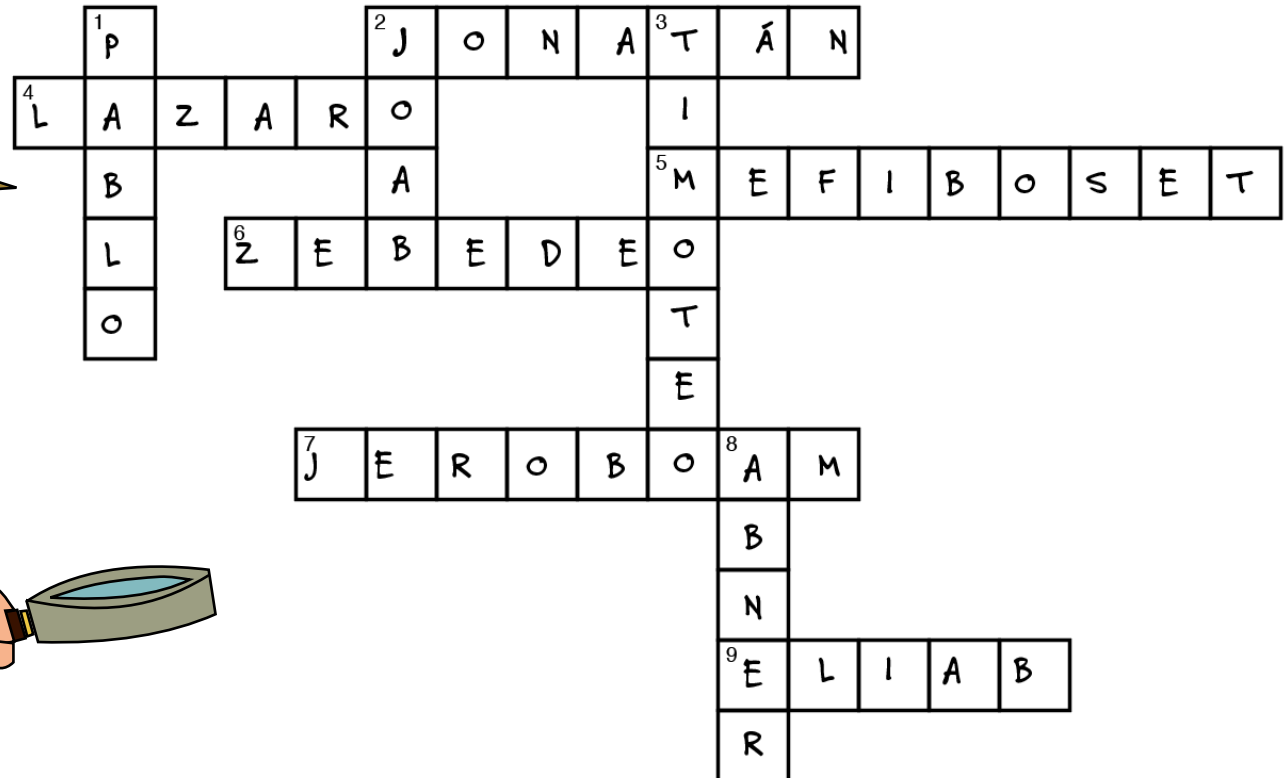 1 P 2 J O N A 3 T Á N
4 L A Z A R O I
B A 5 M E F I B O S E T
L 6 Z E B E D E O
O T
E
7 J E R O B O 8 A M
B
N
9 E L I A B
R